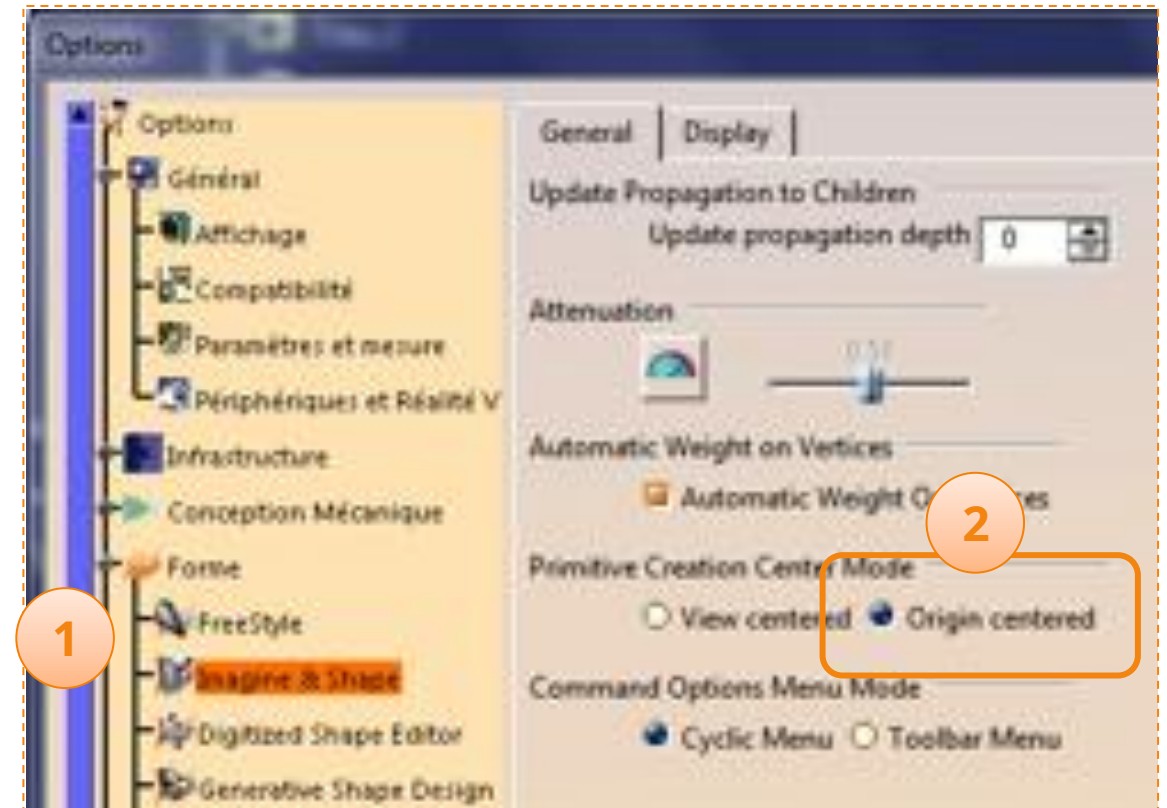 Options
Options
Général
Affichage
Compatibilité
Paramètres et mesure
Périphériques et Réalité V
Infrastructure
Conception Mécanique
Forme
1
FreeStyle
Imagine & Shape
Digitized Shape Editor
Generative Shape Design
General Display
Update Propagation to Children
Update propagation depth 0
Attenuation
Automatic Weight on Vertices
Automatic Weight
2
Primitive Creation Center Mode
View centered Origin centered
Command Options Menu Mode
Cyclic Menu Toolbar Menu